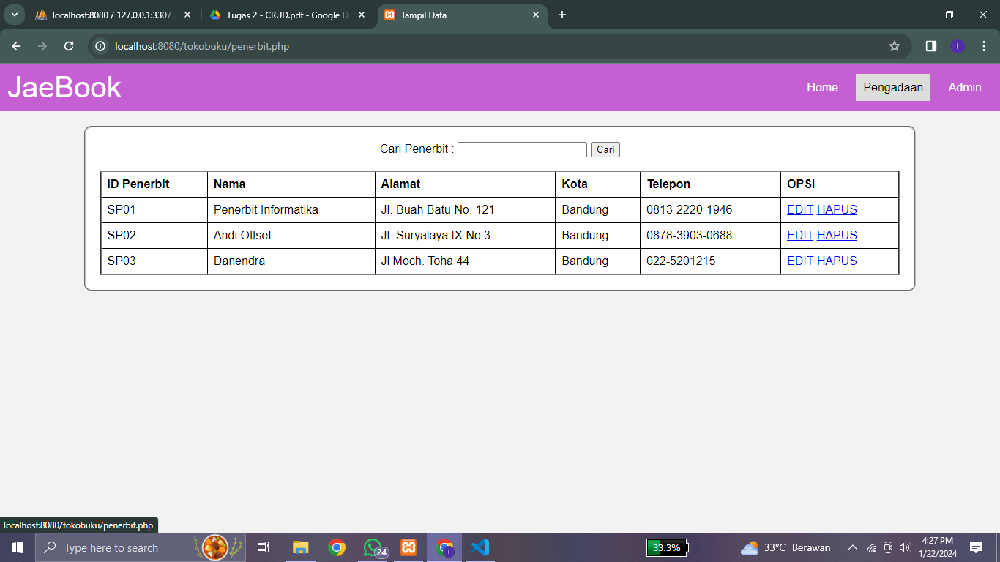 localhost:8080 / 127.0.0.1:3307
Tugas 2 - CRUD.pdf - Google D
Tampil Data
localhost:8080/tokobuku/penerbit.php
I
JaeBook
Home Pengadaan Admin
Cari Penerbit : Cari
ID Penerbit Nama Alamat Kota Telepon OPSI
SP01 Penerbit Informatika Jl. Buah Batu No. 121 Bandung 0813-2220-1946 EDIT HAPUS
SP02 Andi Offset Jl. Suryalaya IX No.3 Bandung 0878-3903-0688 EDIT HAPUS
SP03 Danendra Jl Moch. Toha 44 Bandung 022-5201215 EDIT HAPUS
localhost:8080/tokobuku/penerbit.php
Type here to search
24
I
33.3%
33°C Berawan
4:27 PM
1/22/2024